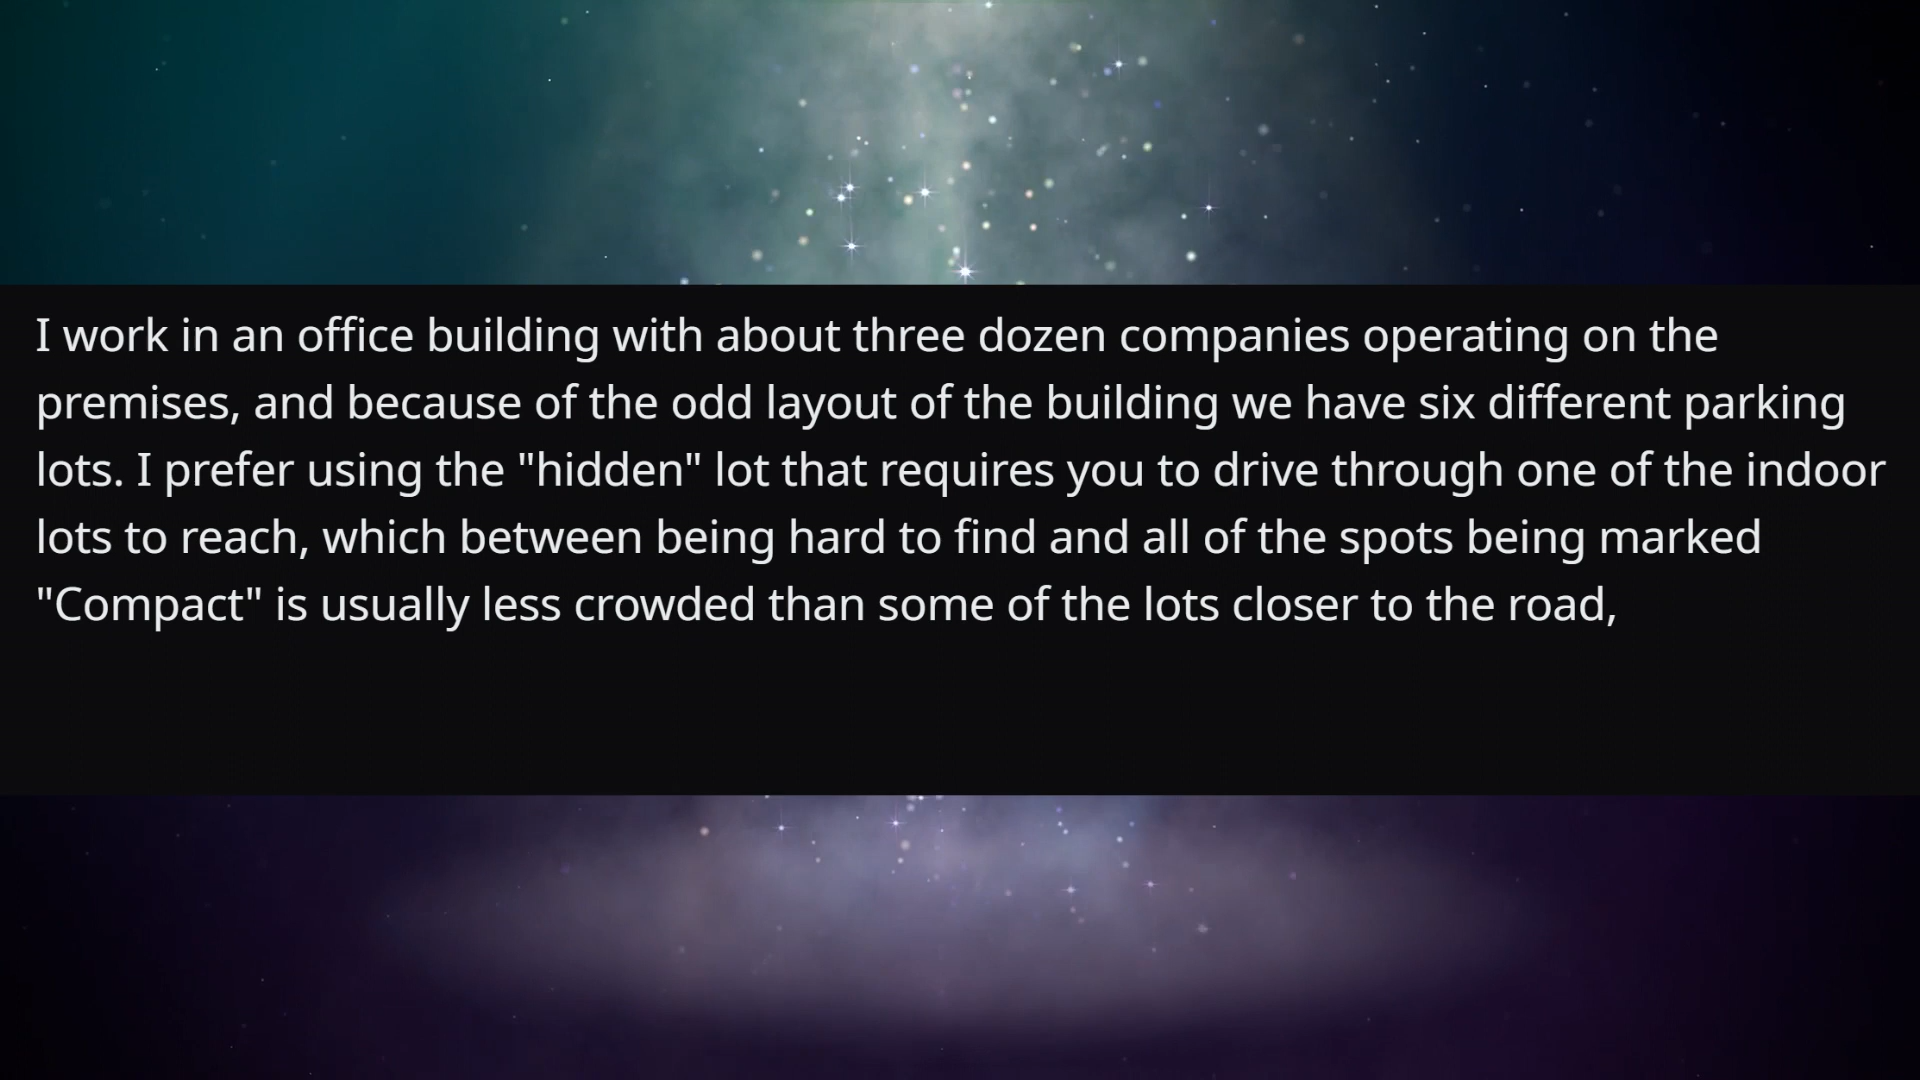 I work in an office building with about three dozen companies operating on the
premises, and because of the odd layout of the building we have six different parking
lots. I prefer using the "hidden" lot that requires you to drive through one of the indoor
lots to reach, which between being hard to find and all of the spots being marked
"Compact" is usually less crowded than some of the lots closer to the road,